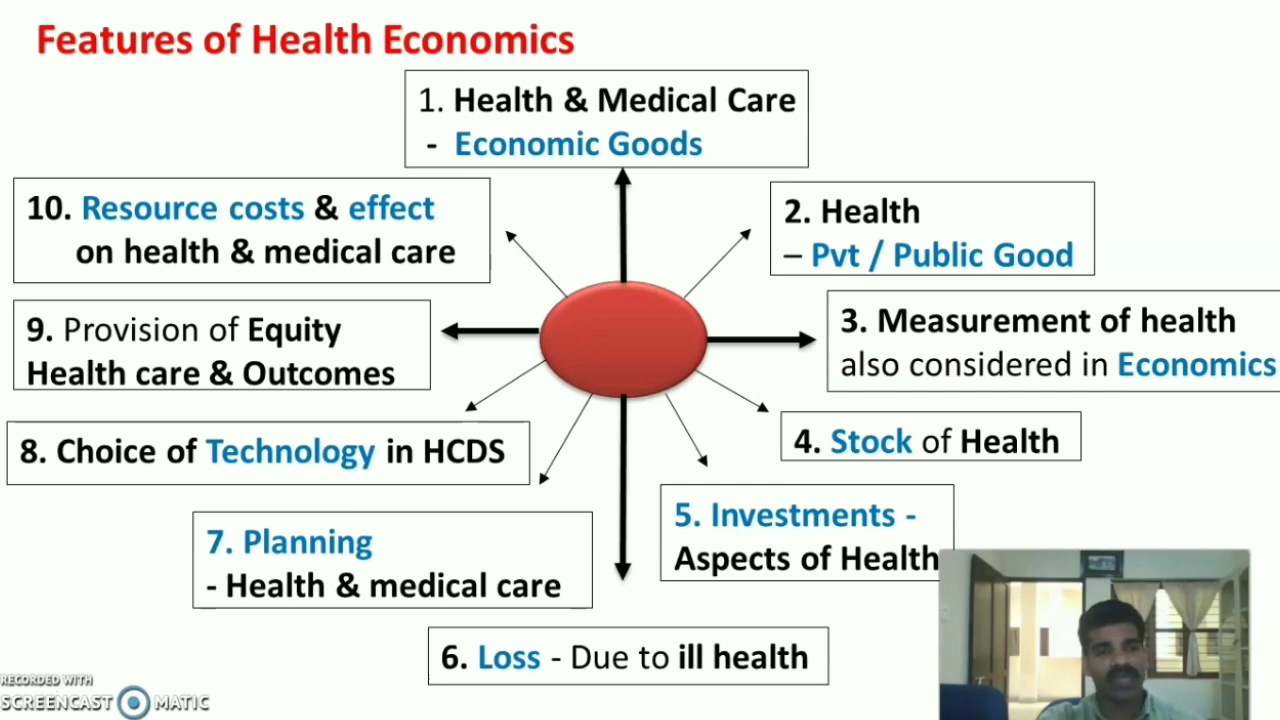 Features of Health Economics
1. Health & Medical Care
- Economic Goods
2. Health
– Pvt / Public Good
3. Measurement of health
also considered in Economics
4. Stock of Health
5. Investments -
Aspects of Health
6. Loss - Due to ill health
7. Planning
- Health & medical care
8. Choice of Technology in HCDS
9. Provision of Equity
Health care & Outcomes
10. Resource costs & effect
on health & medical care
RECORDED WITH
SCREENCAST MATIC